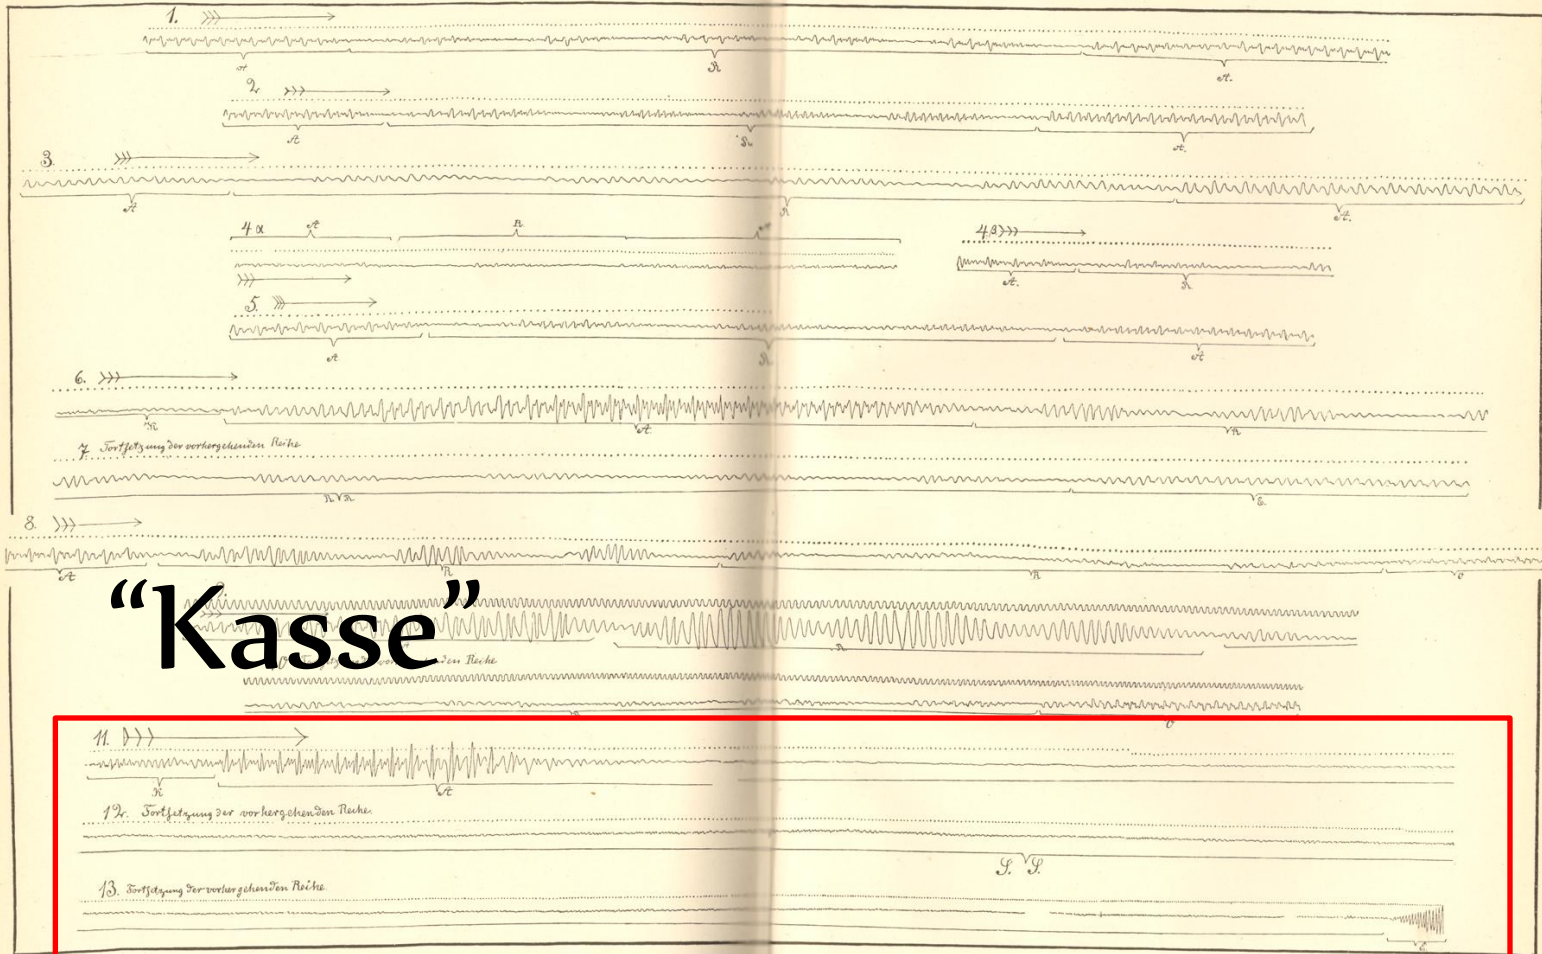 1.
A R A.
2
A R A.
3.
A R A.
4α A R
4β
A. R
5.
A R A
6.
R A R
7 Fortsetzung der vorhergehenden Reihe
R R E.
8.
A R R O
“Kasse”
R
Reihe
O
11.
K A
12. Fortsetzung der vorhergehenden Reihe.
S. S.
13. Fortsetzung der vorhergehenden Reihe
E.